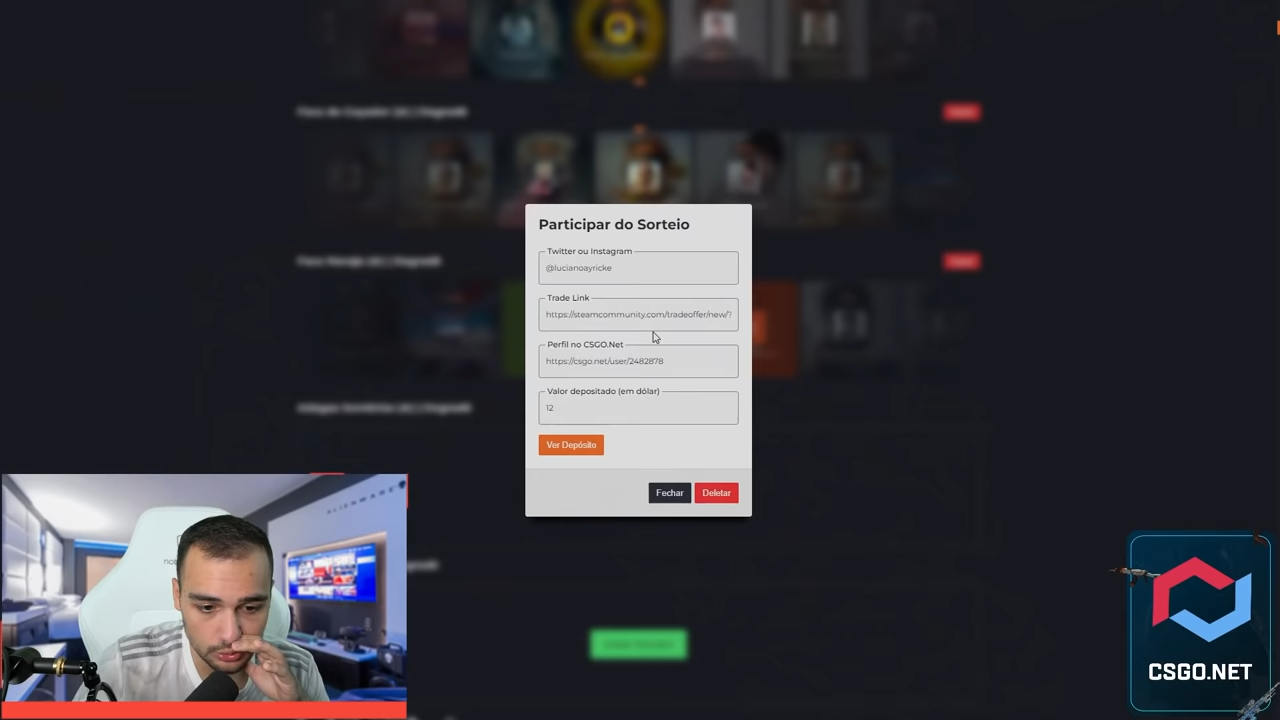 Participar do Sorteio
Twitter ou Instagram
@lucianoayricke
Trade Link
https://steamcommunity.com/tradeoffer/new/?
Perfil no CSGO.Net
https://csgo.net/user/2482878
Valor depositado (em dólar)
12
Ver Depósito
Fechar
Deletar
ALIENWARE
CSGO.NET